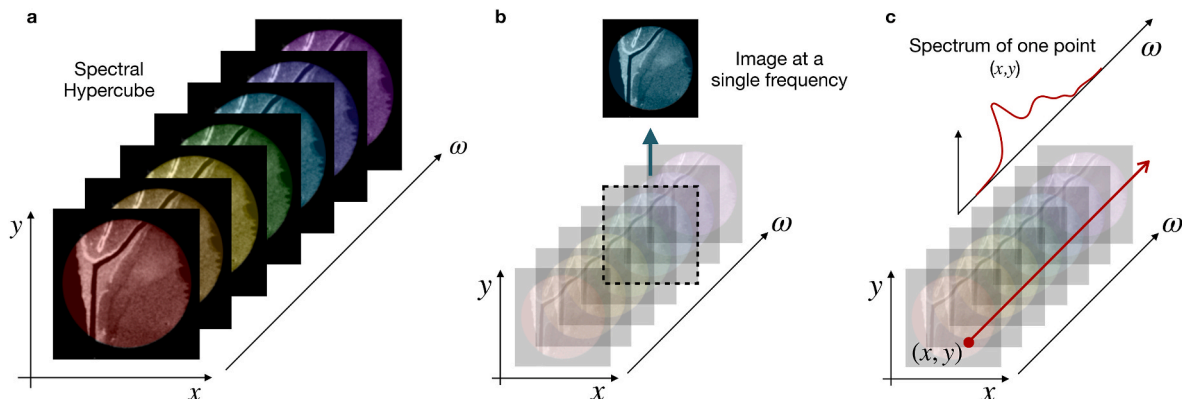 a
Spectral
Hypercube
ω
y
x
b
Image at a
single frequency
ω
y
x
c
Spectrum of one point
(x,y)
ω
ω
y
(x, y)
x